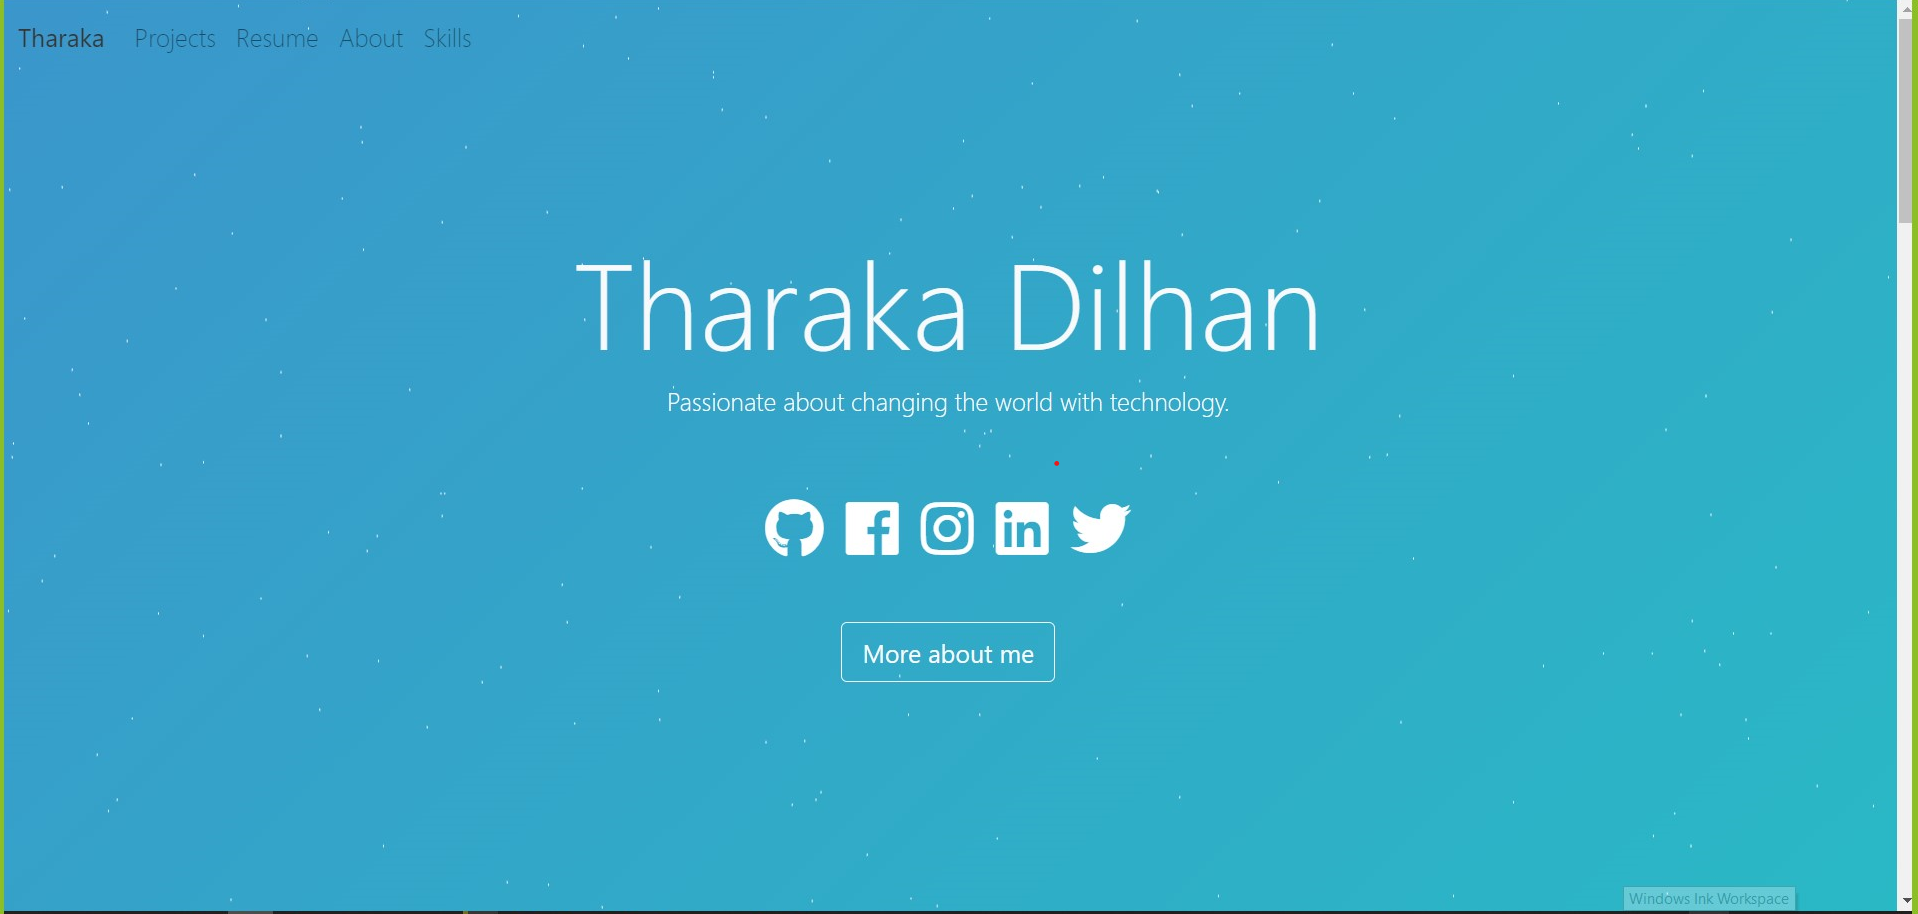 Tharaka Projects Resume About Skills
Tharaka Dilhan
Passionate about changing the world with technology.
More about me
Windows Ink Workspace